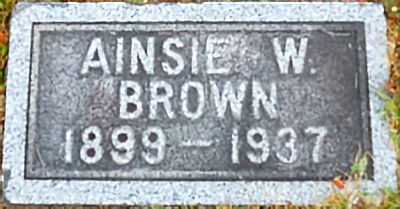 AINSIE W.
BROWN
1899 — 1937